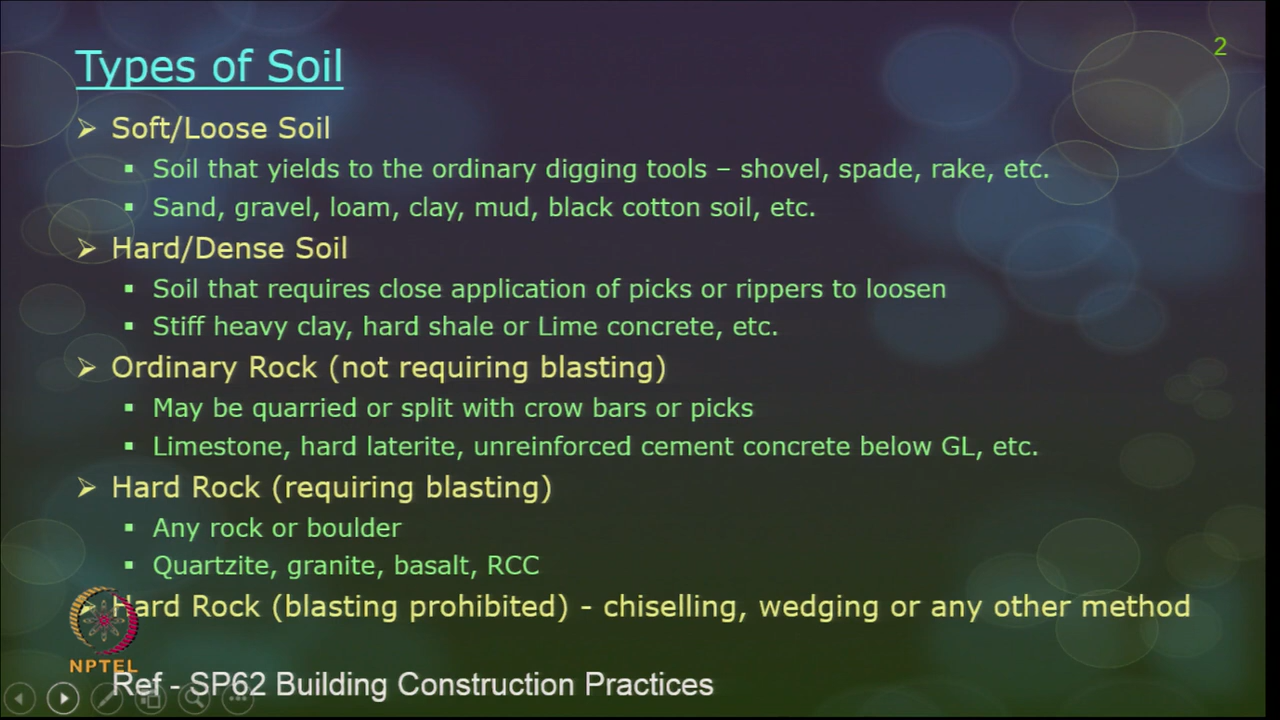 2
Types of Soil
➢ Soft/Loose Soil
▪ Soil that yields to the ordinary digging tools – shovel, spade, rake, etc.
▪ Sand, gravel, loam, clay, mud, black cotton soil, etc.
➢ Hard/Dense Soil
▪ Soil that requires close application of picks or rippers to loosen
▪ Stiff heavy clay, hard shale or Lime concrete, etc.
➢ Ordinary Rock (not requiring blasting)
▪ May be quarried or split with crow bars or picks
▪ Limestone, hard laterite, unreinforced cement concrete below GL, etc.
➢ Hard Rock (requiring blasting)
▪ Any rock or boulder
▪ Quartzite, granite, basalt, RCC
➢ Hard Rock (blasting prohibited) - chiselling, wedging or any other method
NPTEL
Ref - SP62 Building Construction Practices